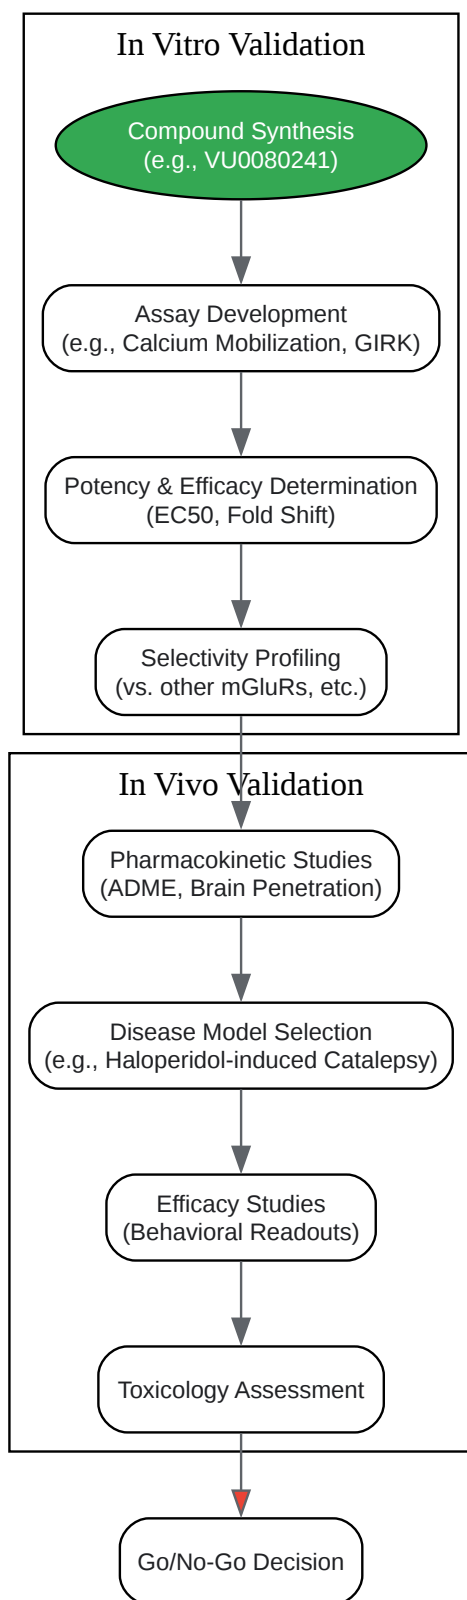 In Vitro Validation
Compound Synthesis
(e.g., VU0080241)
Assay Development
(e.g., Calcium Mobilization, GIRK)
Potency & Efficacy Determination
(EC50, Fold Shift)
Selectivity Profiling
(vs. other mGluRs, etc.)
In Vivo Validation
Pharmacokinetic Studies
(ADME, Brain Penetration)
Disease Model Selection
(e.g., Haloperidol-induced Catalepsy)
Efficacy Studies
(Behavioral Readouts)
Toxicology Assessment
Go/No-Go Decision